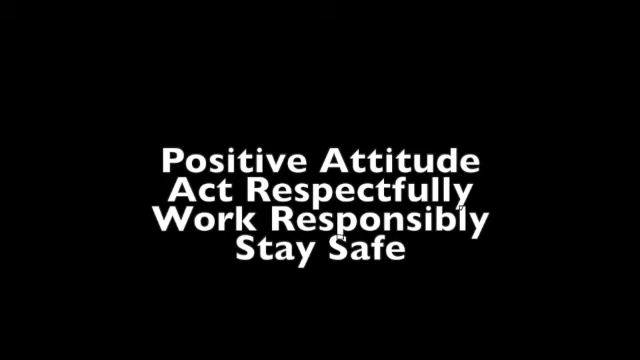 Positive Attitude
Act Respectfully
Work Responsibly
Stay Safe